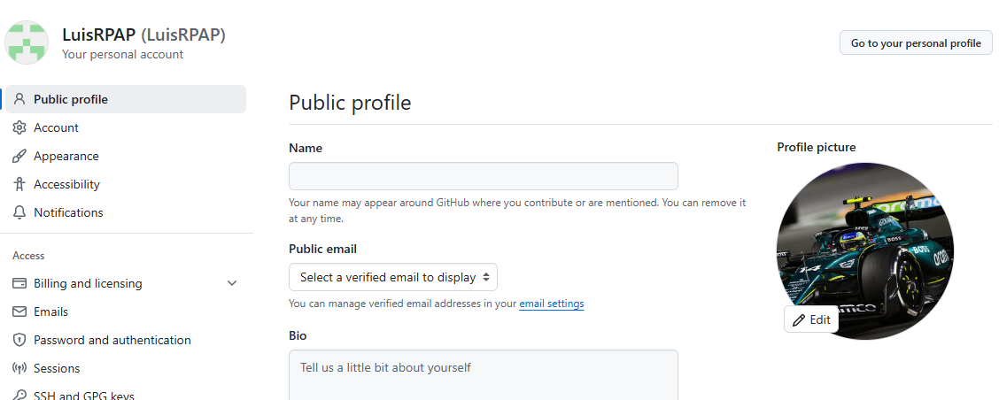 LuisRPAP (LuisRPAP)
Your personal account
Go to your personal profile
Public profile
Account
Appearance
Accessibility
Notifications
Access
Billing and licensing
Emails
Password and authentication
Sessions
SSH and GPG keys
Public profile
Name
Your name may appear around GitHub where you contribute or are mentioned. You can remove it
at any time.
Public email
Select a verified email to display
You can manage verified email addresses in your email settings
Bio
Tell us a little bit about yourself
Profile picture
BOSS
BOSS
14
Edit